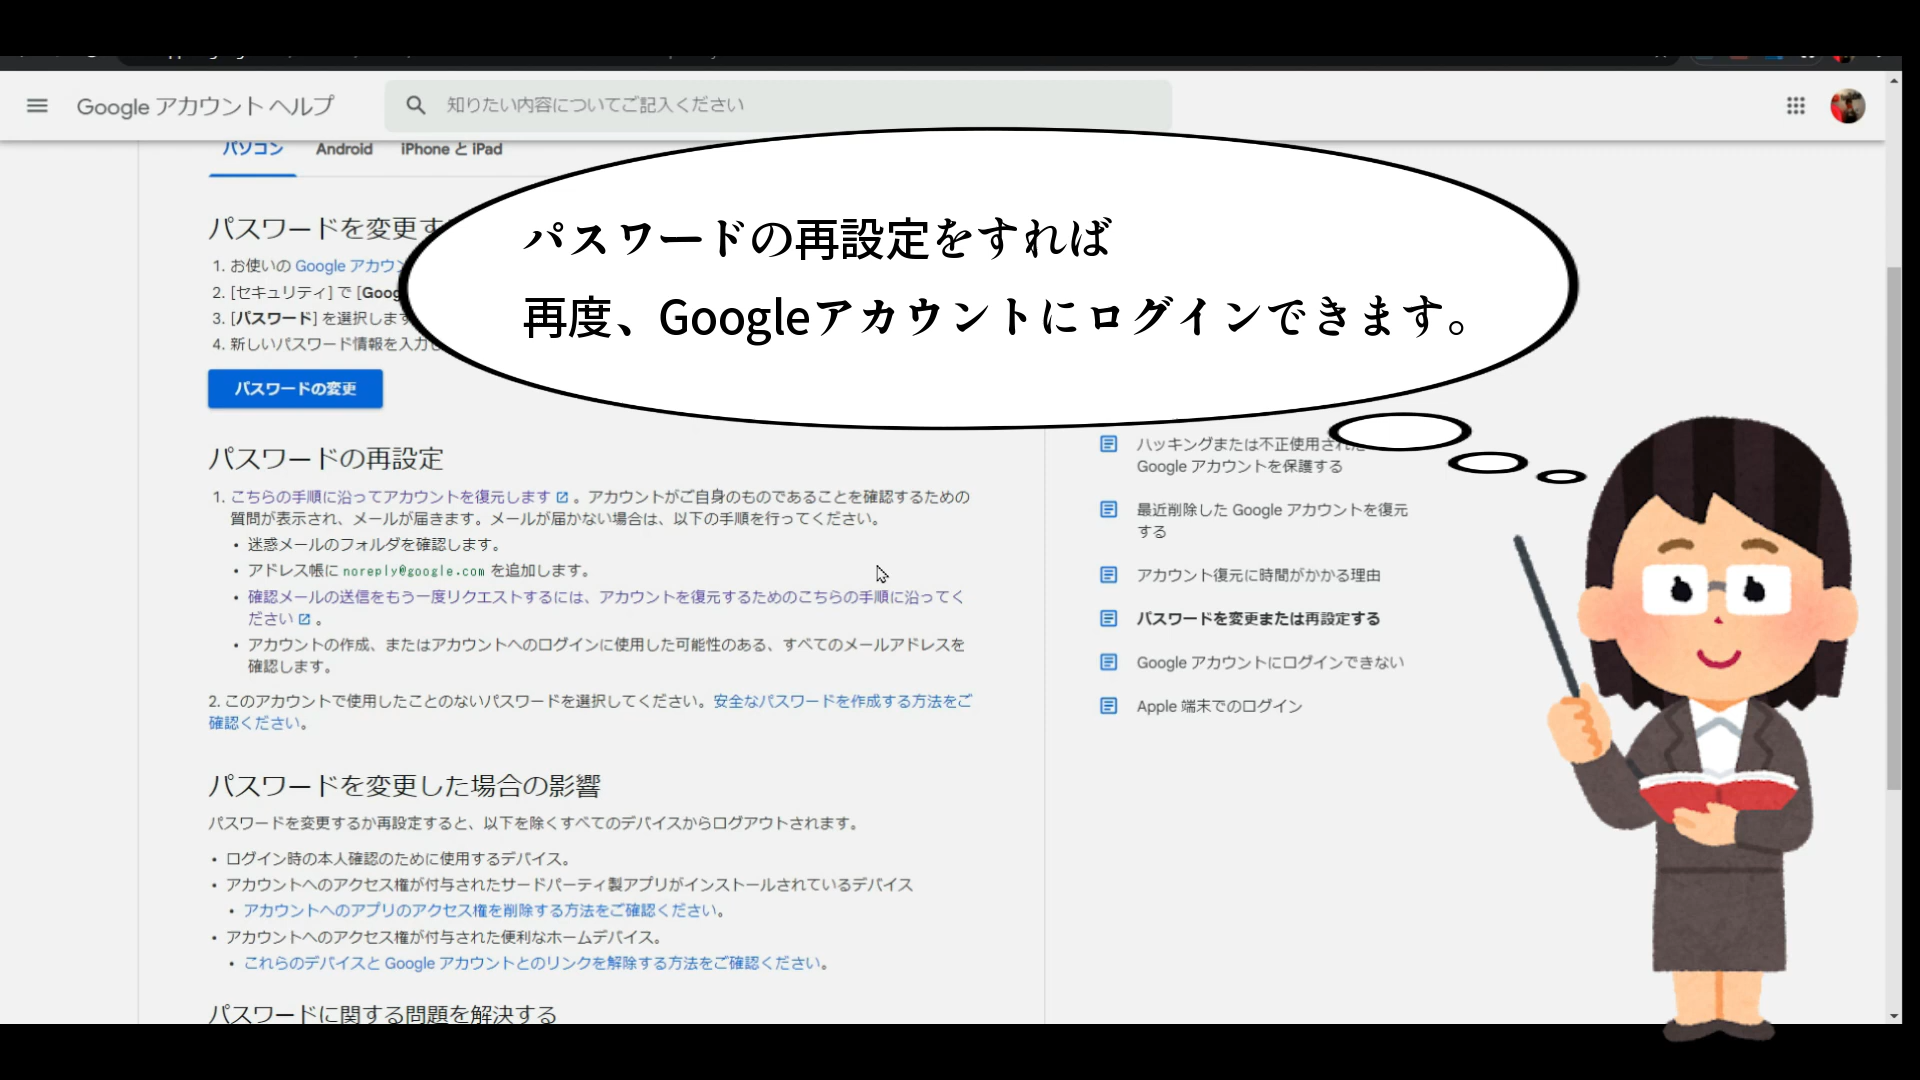 Google アカウント ヘルプ
知りたい内容についてご記入ください
パソコン
Android
iPhone と iPad
パスワードの再設定をすれば
再度、Googleアカウントにログインできます。
パスワードを変更す
1. お使いの Google アカウン
2. [セキュリティ] で [Goog
3. [パスワード] を選択します
4. 新しいパスワード情報を入力し
パスワードの変更
パスワードの再設定
1. こちらの手順に沿ってアカウントを復元します 。アカウントがご自身のものであることを確認するための
質問が表示され、メールが届きます。メールが届かない場合は、以下の手順を行ってください。
• 迷惑メールのフォルダを確認します。
• アドレス帳に noreply@google.com を追加します。
• 確認メールの送信をもう一度リクエストするには、アカウントを復元するためのこちらの手順に沿ってく
ださい 。
• アカウントの作成、またはアカウントへのログインに使用した可能性のある、すべてのメールアドレスを
確認します。
2. このアカウントで使用したことのないパスワードを選択してください。安全なパスワードを作成する方法をご
確認ください。
パスワードを変更した場合の影響
パスワードを変更するか再設定すると、以下を除くすべてのデバイスからログアウトされます。
• ログイン時の本人確認のために使用するデバイス。
• アカウントへのアクセス権が付与されたサードパーティ製アプリがインストールされているデバイス
• アカウントへのアプリのアクセス権を削除する方法をご確認ください。
• アカウントへのアクセス権が付与された便利なホームデバイス。
• これらのデバイスと Google アカウントとのリンクを解除する方法をご確認ください。
パスワードに関する問題を解決する
ハッキングまたは不正使用された
Google アカウントを保護する
最近削除した Google アカウントを復元
する
アカウント復元に時間がかかる理由
パスワードを変更または再設定する
Google アカウントにログインできない
Apple 端末でのログイン